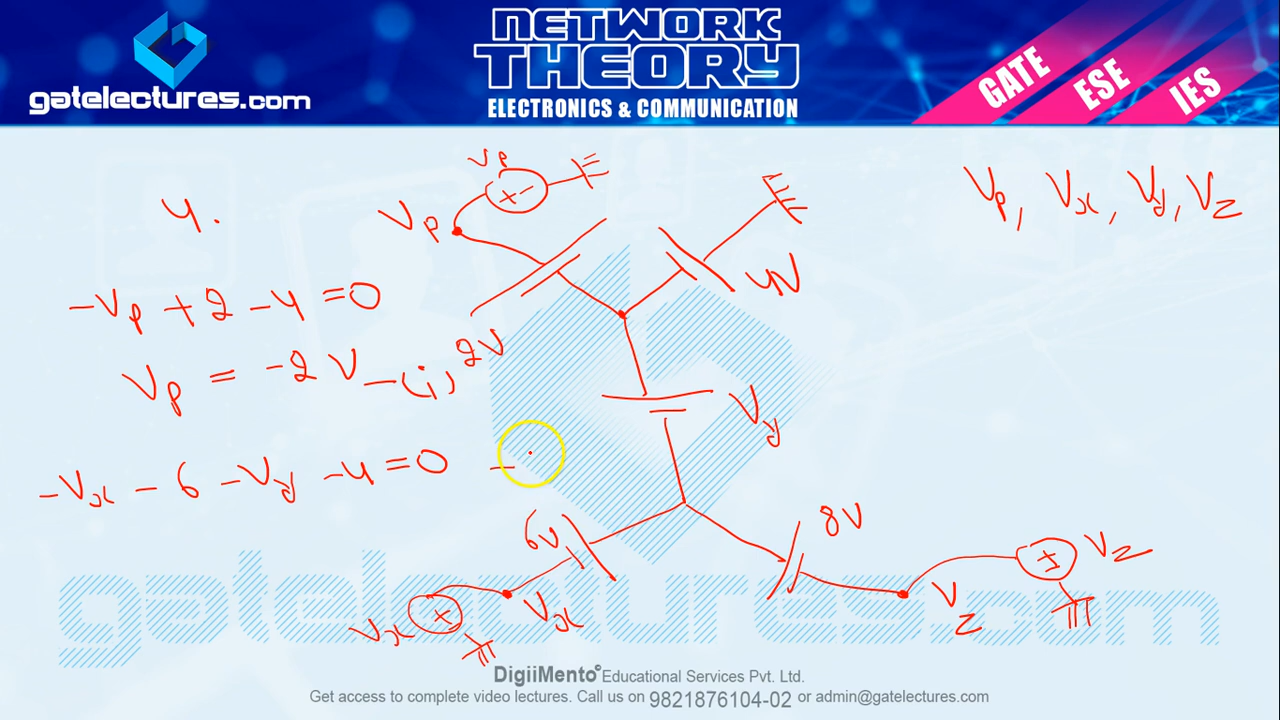 gatelectures.com
NETWORK
THEORY
ELECTRONICS & COMMUNICATION
GATE
ESE
IES
4.
Vp
Vp
Vp, Vx, Vy, Vz
4V
-Vp + 2 - 4 = 0
Vp = -2V -(i)
2V
Vy
-Vx - 6 - Vy - 4 = 0 -
6V
8V
Vx
Vx
Vz
Vz
gatelectures.com
DigiiMento© Educational Services Pvt. Ltd.
Get access to complete video lectures. Call us on 9821876104-02 or admin@gatelectures.com